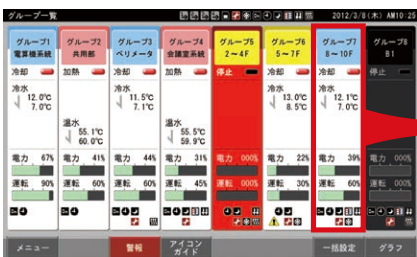 グループ一覧 2012/3/8(木) AM10:25
グループ1 グループ2 グループ3 グループ4 グループ5 グループ6 グループ7 グループ8
電算機系統 共用部 ペリメータ 会議室系統 2～4F 5～7F 8～10F B1
冷却 加熱 冷却 加熱 停止 冷却 冷却 停止
冷水 冷水 冷水 冷水
12.0℃ 11.5℃ 13.0℃ 12.1℃
7.0℃ 7.1℃ 8.5℃ 7.0℃
温水 温水
55.1℃ 55.5℃
60.0℃ 59.9℃
電力 67% 電力 41% 電力 44% 電力 31% 電力 000% 電力 22% 電力 39% 電力 000%
運転 90% 運転 60% 運転 60% 運転 45% 運転 000% 運転 30% 運転 60% 運転 000%
メニュー 警報 アイコン 一括設定 グラフ
ガイド